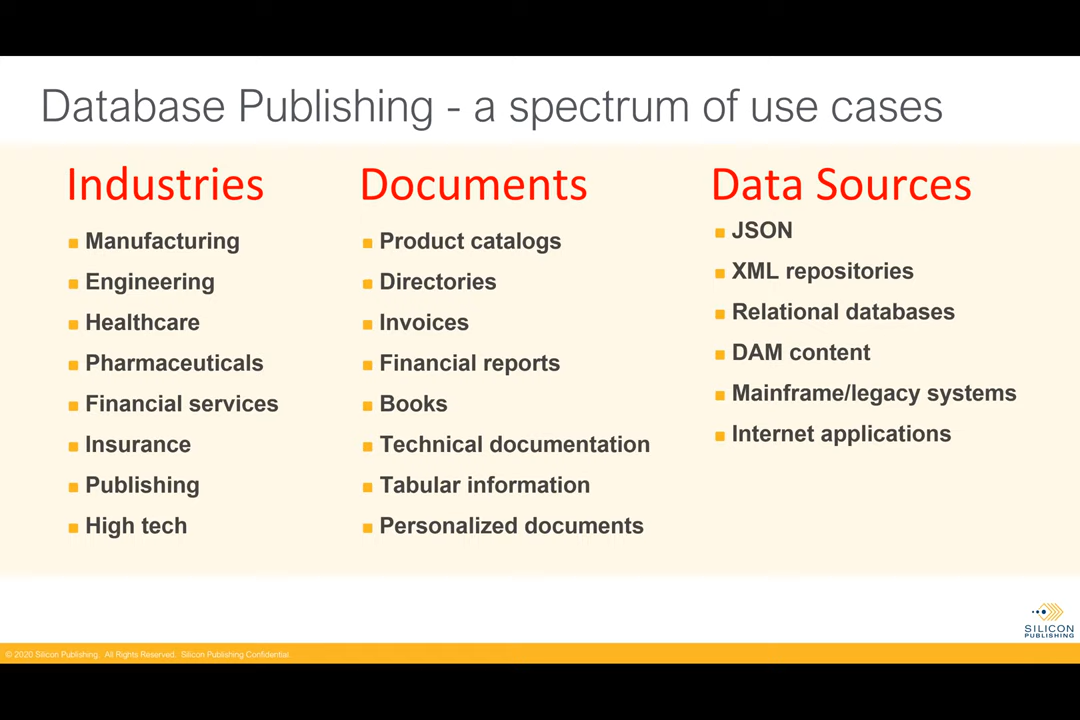 Database Publishing - a spectrum of use cases
Industries
Manufacturing
Engineering
Healthcare
Pharmaceuticals
Financial services
Insurance
Publishing
High tech
Documents
Product catalogs
Directories
Invoices
Financial reports
Books
Technical documentation
Tabular information
Personalized documents
Data Sources
JSON
XML repositories
Relational databases
DAM content
Mainframe/legacy systems
Internet applications
SILICON
PUBLISHING
© 2020 Silicon Publishing. All Rights Reserved. Silicon Publishing Confidential.